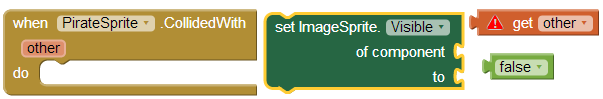 when PirateSprite .CollidedWith
other
do
set ImageSprite. Visible
of component
to
get other
false